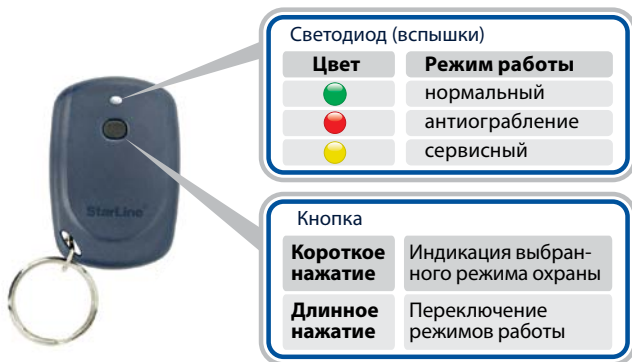 Светодиод (вспышки)
Цвет Режим работы
нормальный
антиограбление
сервисный
StarLine
Кнопка
Короткое нажатие
Индикация выбран-
ного режима охраны
Длинное нажатие
Переключение
режимов работы